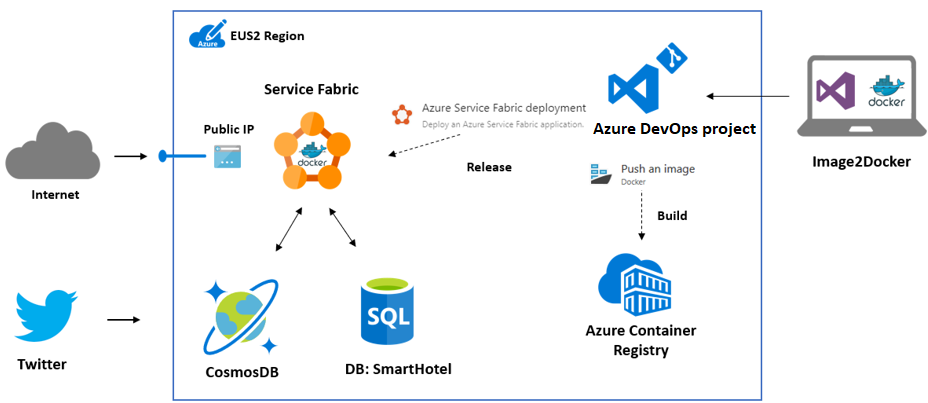 Azure
EUS2 Region
Service Fabric
Public IP
docker
Azure Service Fabric deployment
Deploy an Azure Service Fabric application.
Release
Azure DevOps project
Push an image
Docker
Build
docker
Image2Docker
Internet
Twitter
CosmosDB
SQL
DB: SmartHotel
Azure Container
Registry